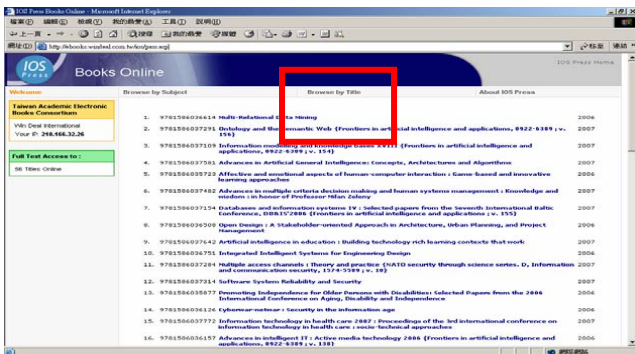 IOS Press Books Online - Microsoft Internet Explorer
檔案(F) 編輯(E) 檢視(V) 我的最愛(A) 工具(T) 說明(H)
上一頁 搜尋 我的最愛 媒體
網址(D) http://ebooks.windeal.com.tw/ios/pess.asp 移至 連結
IOS Press Books Online
IOS Press Home
Welcome Browse by Subject Browse by Title About IOS Press
Taiwan Academic Electronic Books Consortium
Win Deal International
Your IP: 248.466.32.26
Full Text Access to :
56 Titles Online
1. 9781586036614 Multi-Relational Data Mining 2006
2. 9781586037291 Ontology and the Semantic Web (Frontiers in artificial intelligence and applications, 0922-6389 ; v. 2007
156)
3. 9781586037109 Information modelling and knowledge bases XVIII (Frontiers in artificial intelligence and 2007
applications, 0922-6389 ; v. 154)
4. 9781586037581 Advances in Artificial General Intelligence: Concepts, Architectures and Algorithms 2007
5. Affective and emotional aspects of human-computer interaction : Game-based and innovative 2006
learning approaches
6. 9781586037482 Advances in multiple criteria decision making and human systems management : Knowledge and 2007
wisdom : in honor of Professor Milan Zeleny
7. 9781586037154 Databases and information systems IV : Selected papers from the Seventh International Baltic 2007
Conference, DB&IS'2006 (Frontiers in artificial intelligence and applications ; v. 155)
8. 9781586036508 Open Design : A Stakeholder-oriented Approach in Architecture, Urban Planning, and Project 2006
Management
9. 9781586037642 Artificial intelligence in education : Building technology rich learning contexts that work 2007
10. 9781586036751 Integrated Intelligent Systems for Engineering Design 2006
11. 9781586037284 Multiple access channels : Theory and practice (NATO security through science series. D, Information 2007
and communication security, 1574-5589 ; v. 10)
12. 9781586037314 Software System Reliability and Security 2007
13. 9781586035877 Promoting Independence for Older Persons with Disabilities: Selected Papers from the 2006 2006
International Conference on Aging, Disability and Independence
14. 9781586036126 Cyberwar-netwar : Security in the information age 2006
15. 9781586037772 Information technology in health care 2007 : Proceedings of the 3rd international conference on 2007
information technology in health care : socio-technical approaches
16. 9781586036157 Advances in intelligent IT : Active media technology 2006 (Frontiers in artificial intelligence and 2006
applications, 0922-6389 ; v. 138)